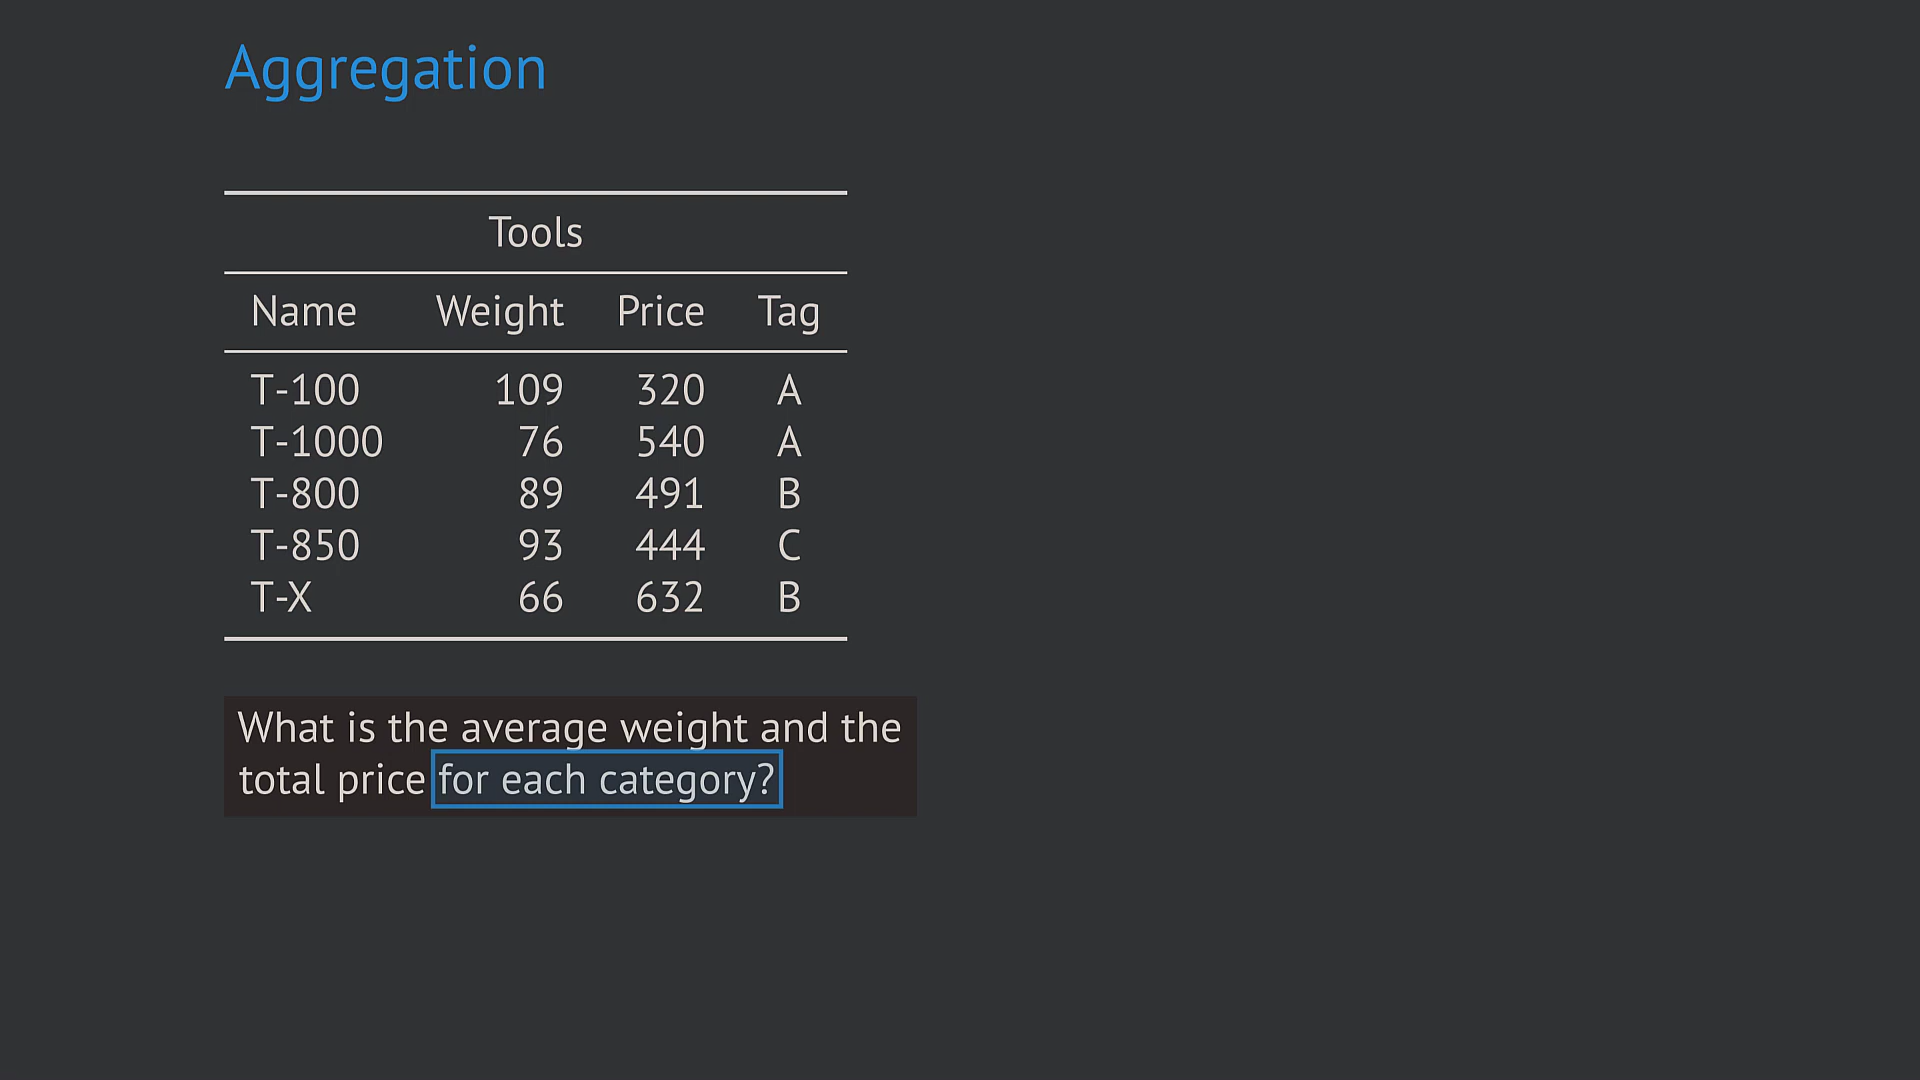 Aggregation
Tools
Name Weight Price Tag
T-100 109 320 A
T-1000 76 540 A
T-800 89 491 B
T-850 93 444 C
T-X 66 632 B
What is the average weight and the
total price for each category?